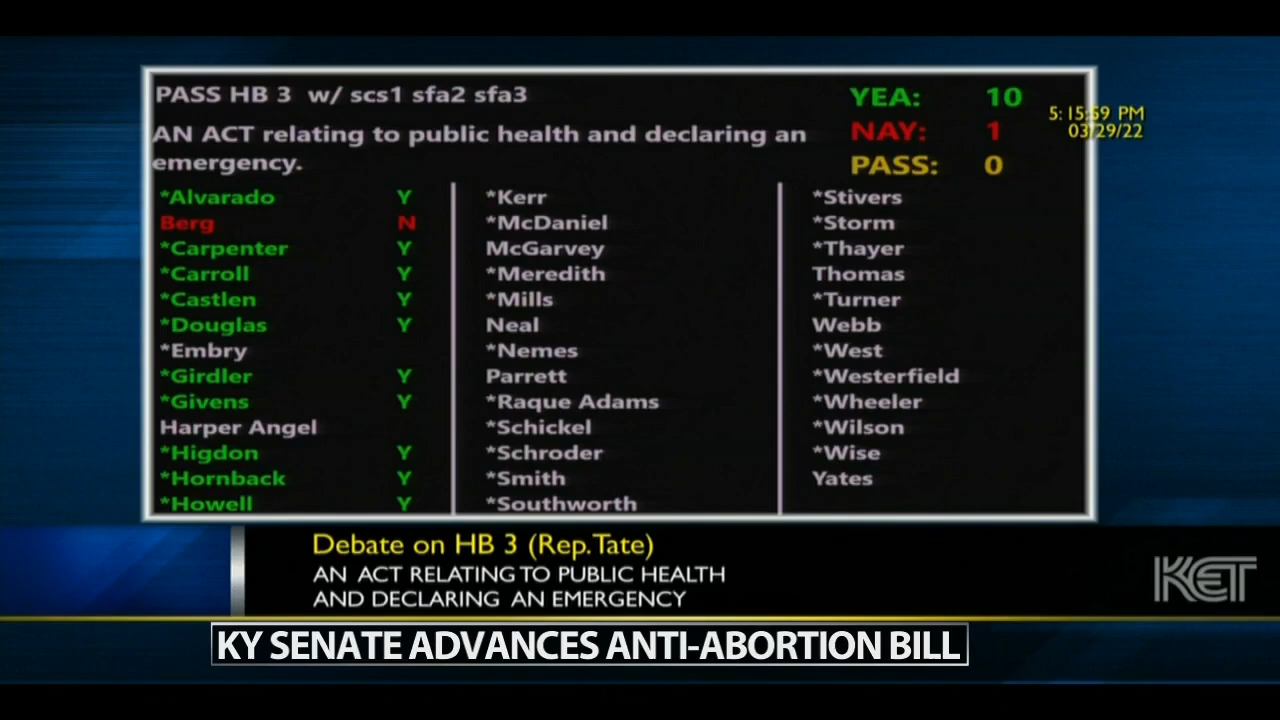 PASS HB 3 w/ scs1 sfa2 sfa3
AN ACT relating to public health and declaring an
emergency.
YEA: 10
NAY: 1
PASS: 0
5:15:59 PM
03/29/22
*Alvarado Y
Berg N
*Carpenter Y
*Carroll Y
*Castlen Y
*Douglas Y
*Embry
*Girdler Y
*Givens Y
Harper Angel
*Higdon Y
*Hornback Y
*Howell Y
*Kerr
*McDaniel
McGarvey
*Meredith
*Mills
Neal
*Nemes
Parrett
*Raque Adams
*Schickel
*Schroder
*Smith
*Southworth
*Stivers
*Storm
*Thayer
Thomas
*Turner
Webb
*West
*Westerfield
*Wheeler
*Wilson
*Wise
Yates
Debate on HB 3 (Rep.Tate)
AN ACT RELATING TO PUBLIC HEALTH
AND DECLARING AN EMERGENCY
KET
KY SENATE ADVANCES ANTI-ABORTION BILL